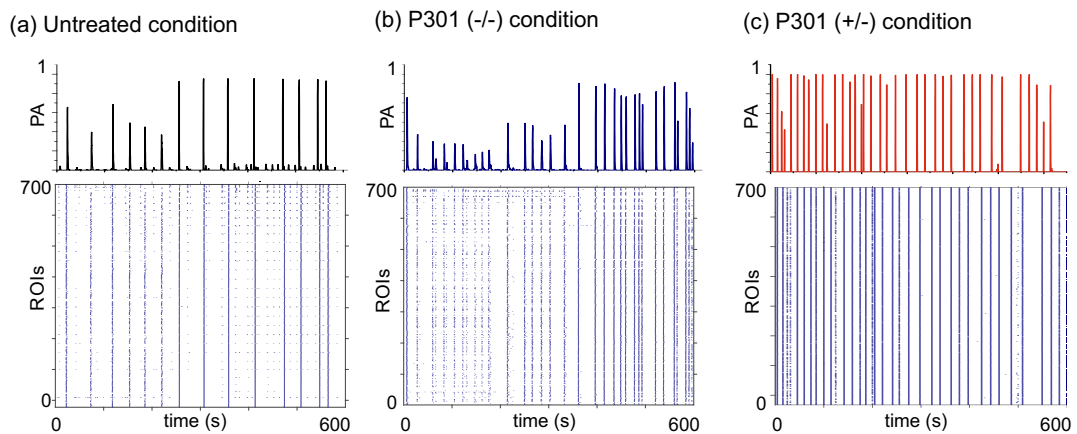 (a) Untreated condition
(b) P301 (-/-) condition
(c) P301 (+/-) condition
1
PA
1
PA
1
PA
700
ROIs
0
0
time (s)
600
700
ROIs
0
0
time (s)
600
700
ROIs
0
0
time (s)
600